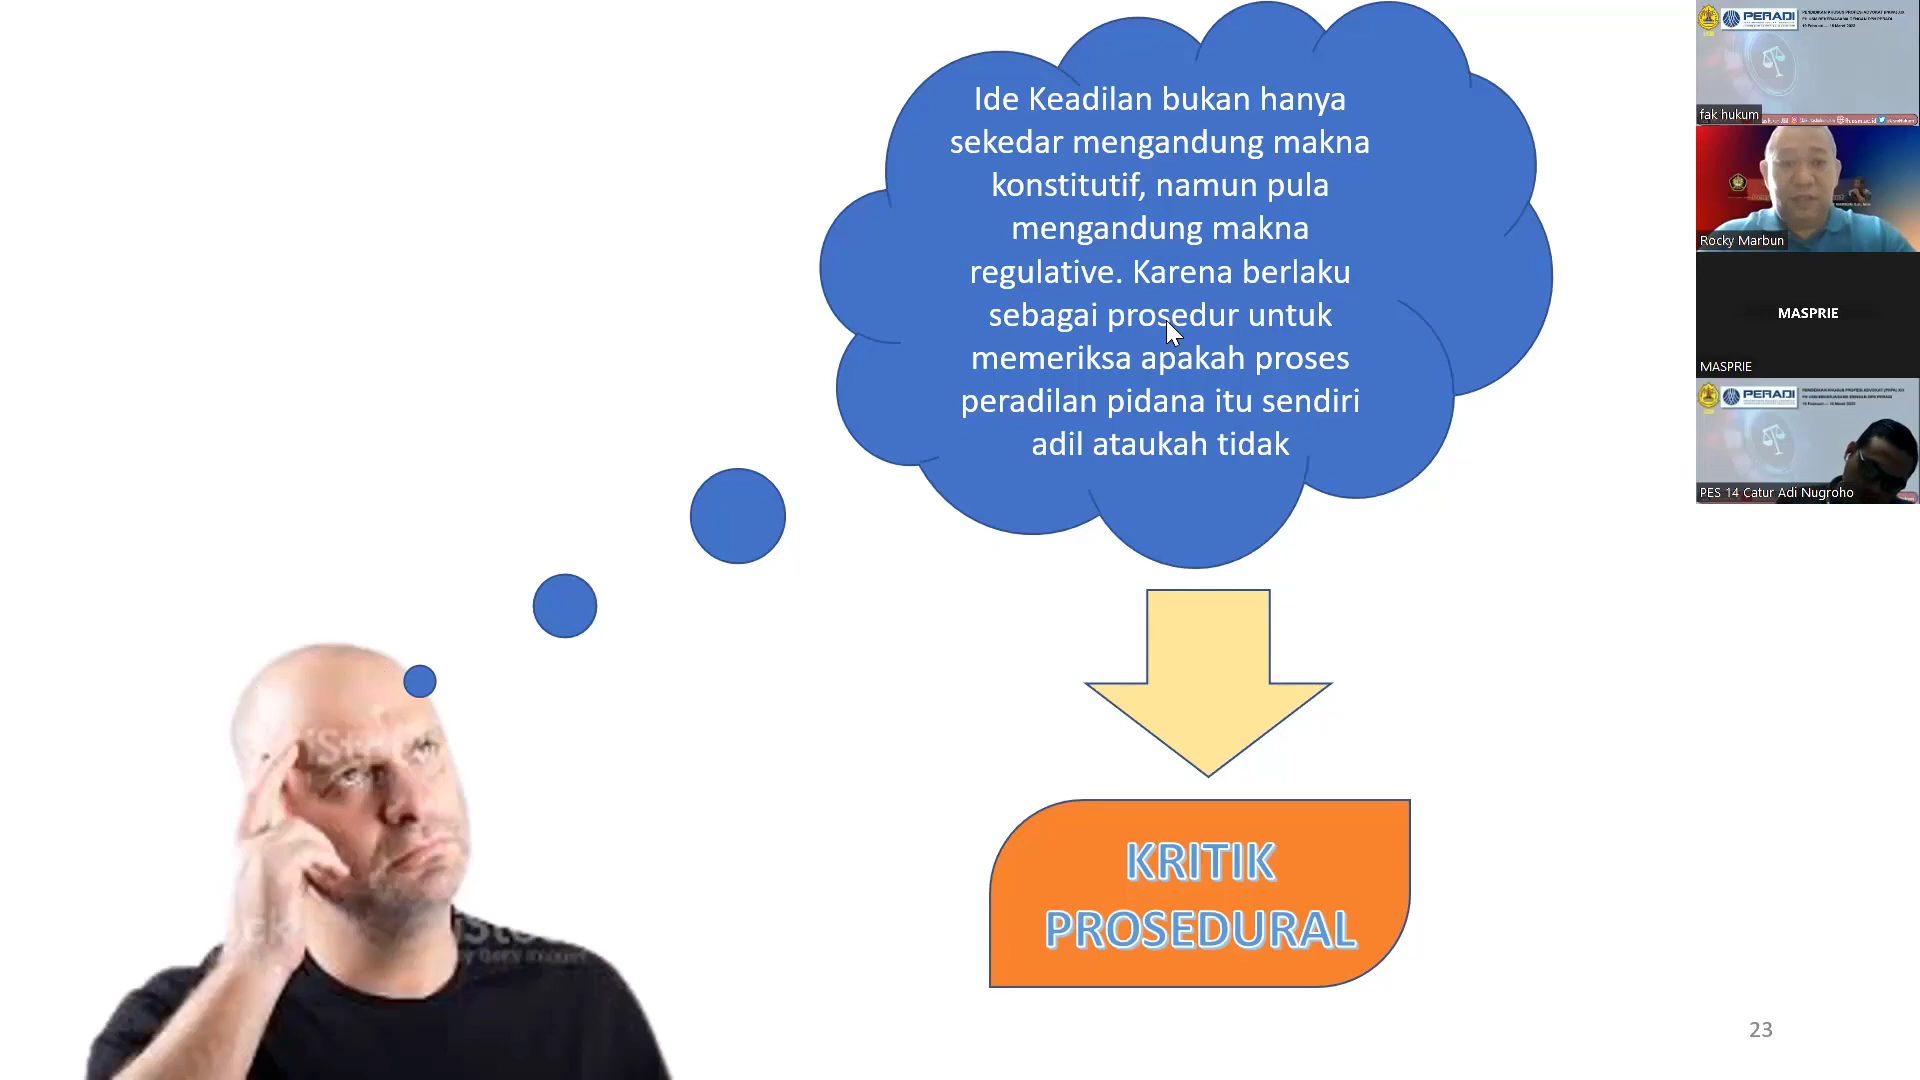 Ide Keadilan bukan hanya
sekedar mengandung makna
konstitutif, namun pula
mengandung makna
regulative. Karena berlaku
sebagai prosedur untuk
memeriksa apakah proses
peradilan pidana itu sendiri
adil ataukah tidak
KRITIK
PROSEDURAL
23
PERADI
fak hukum
Rocky Marbun
MASPRIE
MASPRIE
PERADI
PES 14 Catur Adi Nugroho